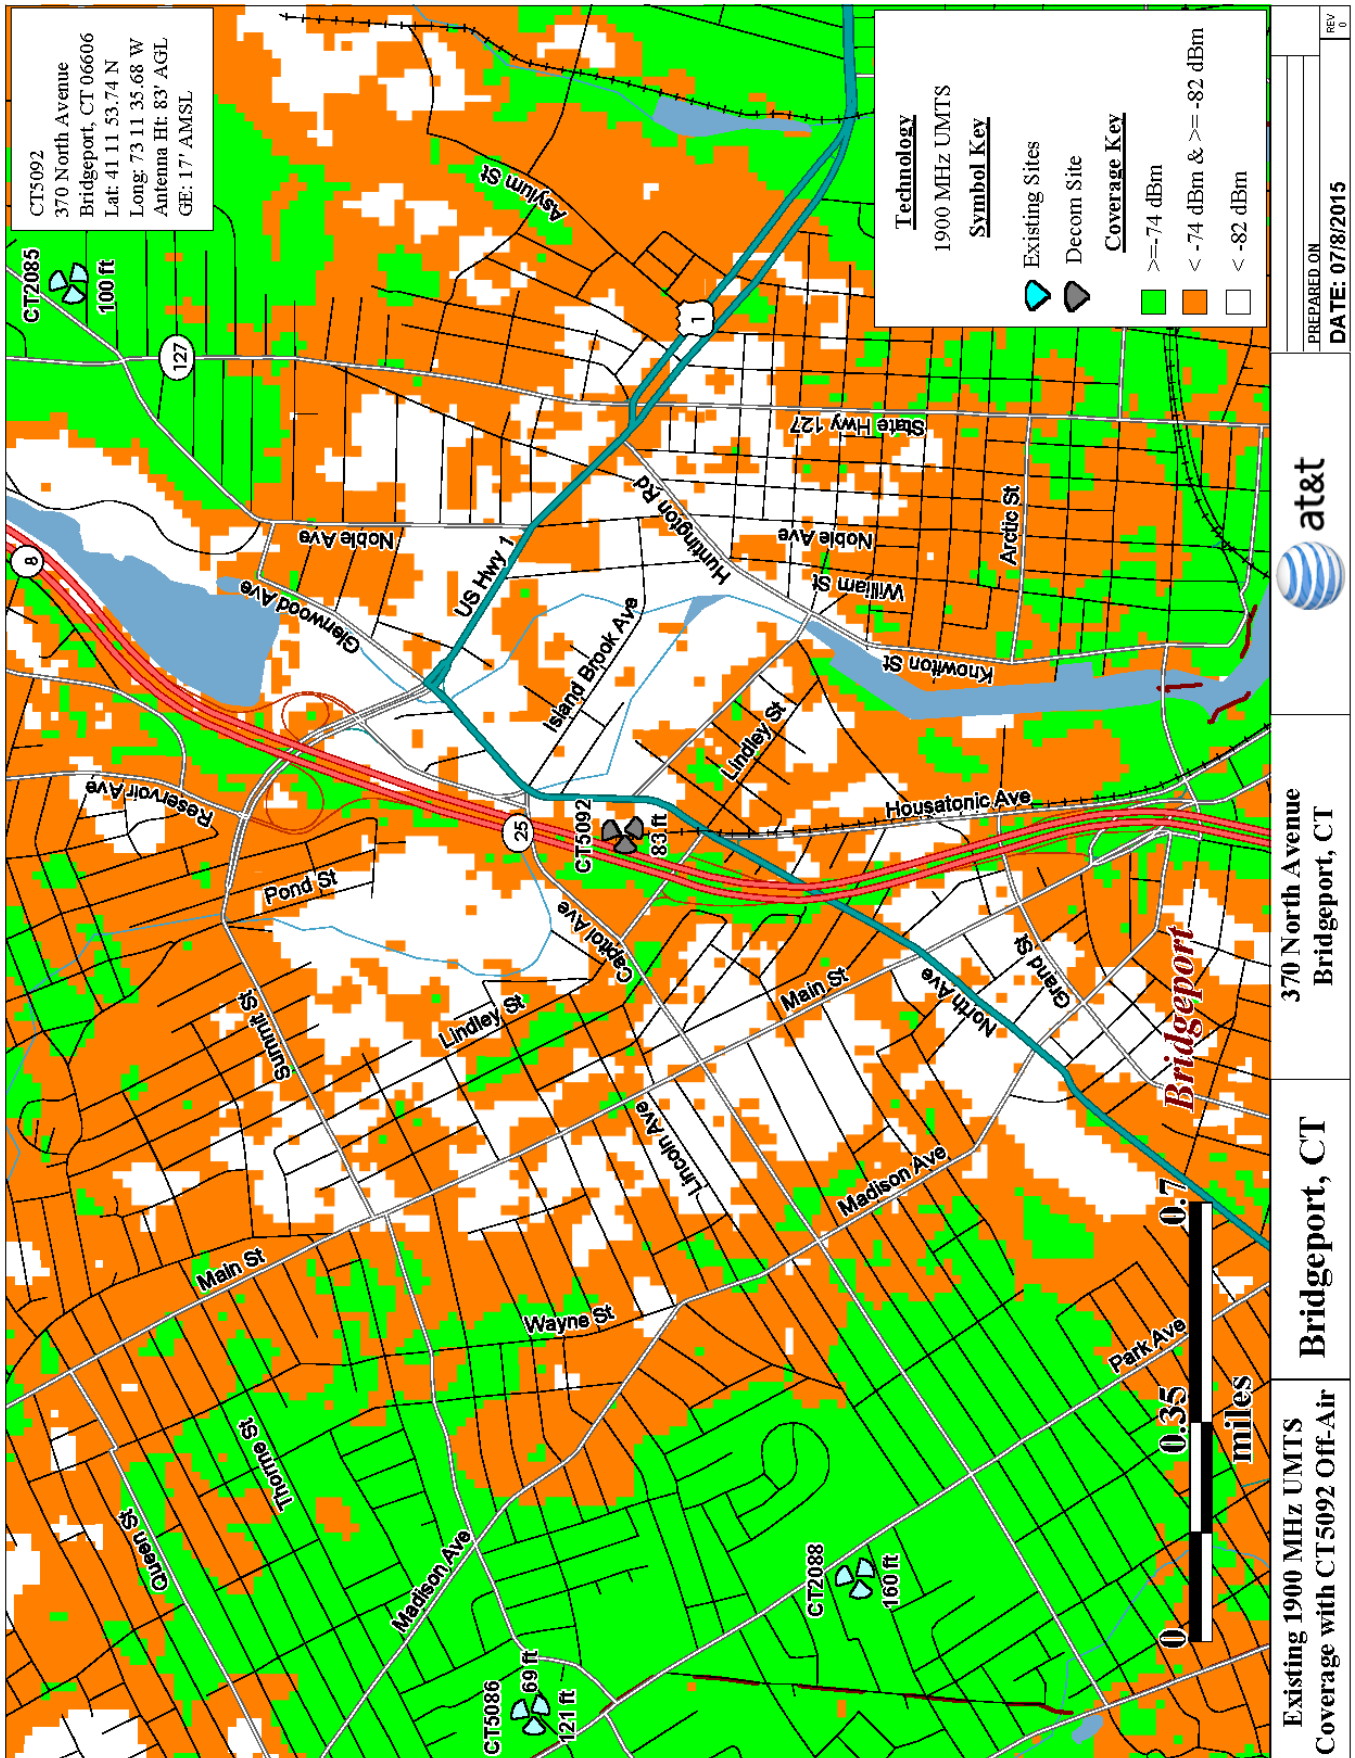 CT5092
370 North Avenue
Bridgeport, CT 06606
Lat: 41 11 53.74 N
Long: 73 11 35.68 W
Antenna Ht: 83' AGL
GE: 17' AMSL
CT2085
100 ft
127
8
Asylum St
1
Technology
1900 MHz UMTS
Symbol Key
Existing Sites
Decom Site
Coverage Key
>=-74 dBm
< -74 dBm & >= -82 dBm
< -82 dBm
State Hwy 127
Noble Ave
Glenwood Ave
US Hwy 1
Huntington Rd
Noble Ave
William St
Arctic St
Island Brook Ave
Knowlton St
Lindley St
Reservoir Ave
Housatonic Ave
25
CT5092
83 ft
Pond St
Capitol Ave
Summit St
Lindley St
Main St
North Ave
Grand St
Bridgeport
Lincoln Ave
Madison Ave
Main St
Wayne St
Park Ave
Thorme St
Queen St
Madison Ave
CT2088
160 ft
CT5086
69 ft
121 ft
0
0.35
0.7
miles
Existing 1900 MHz UMTS
Coverage with CT5092 Off-Air
Bridgeport, CT
370 North Avenue
Bridgeport, CT
at&t
PREPARED ON
DATE: 07/8/2015
REV
0